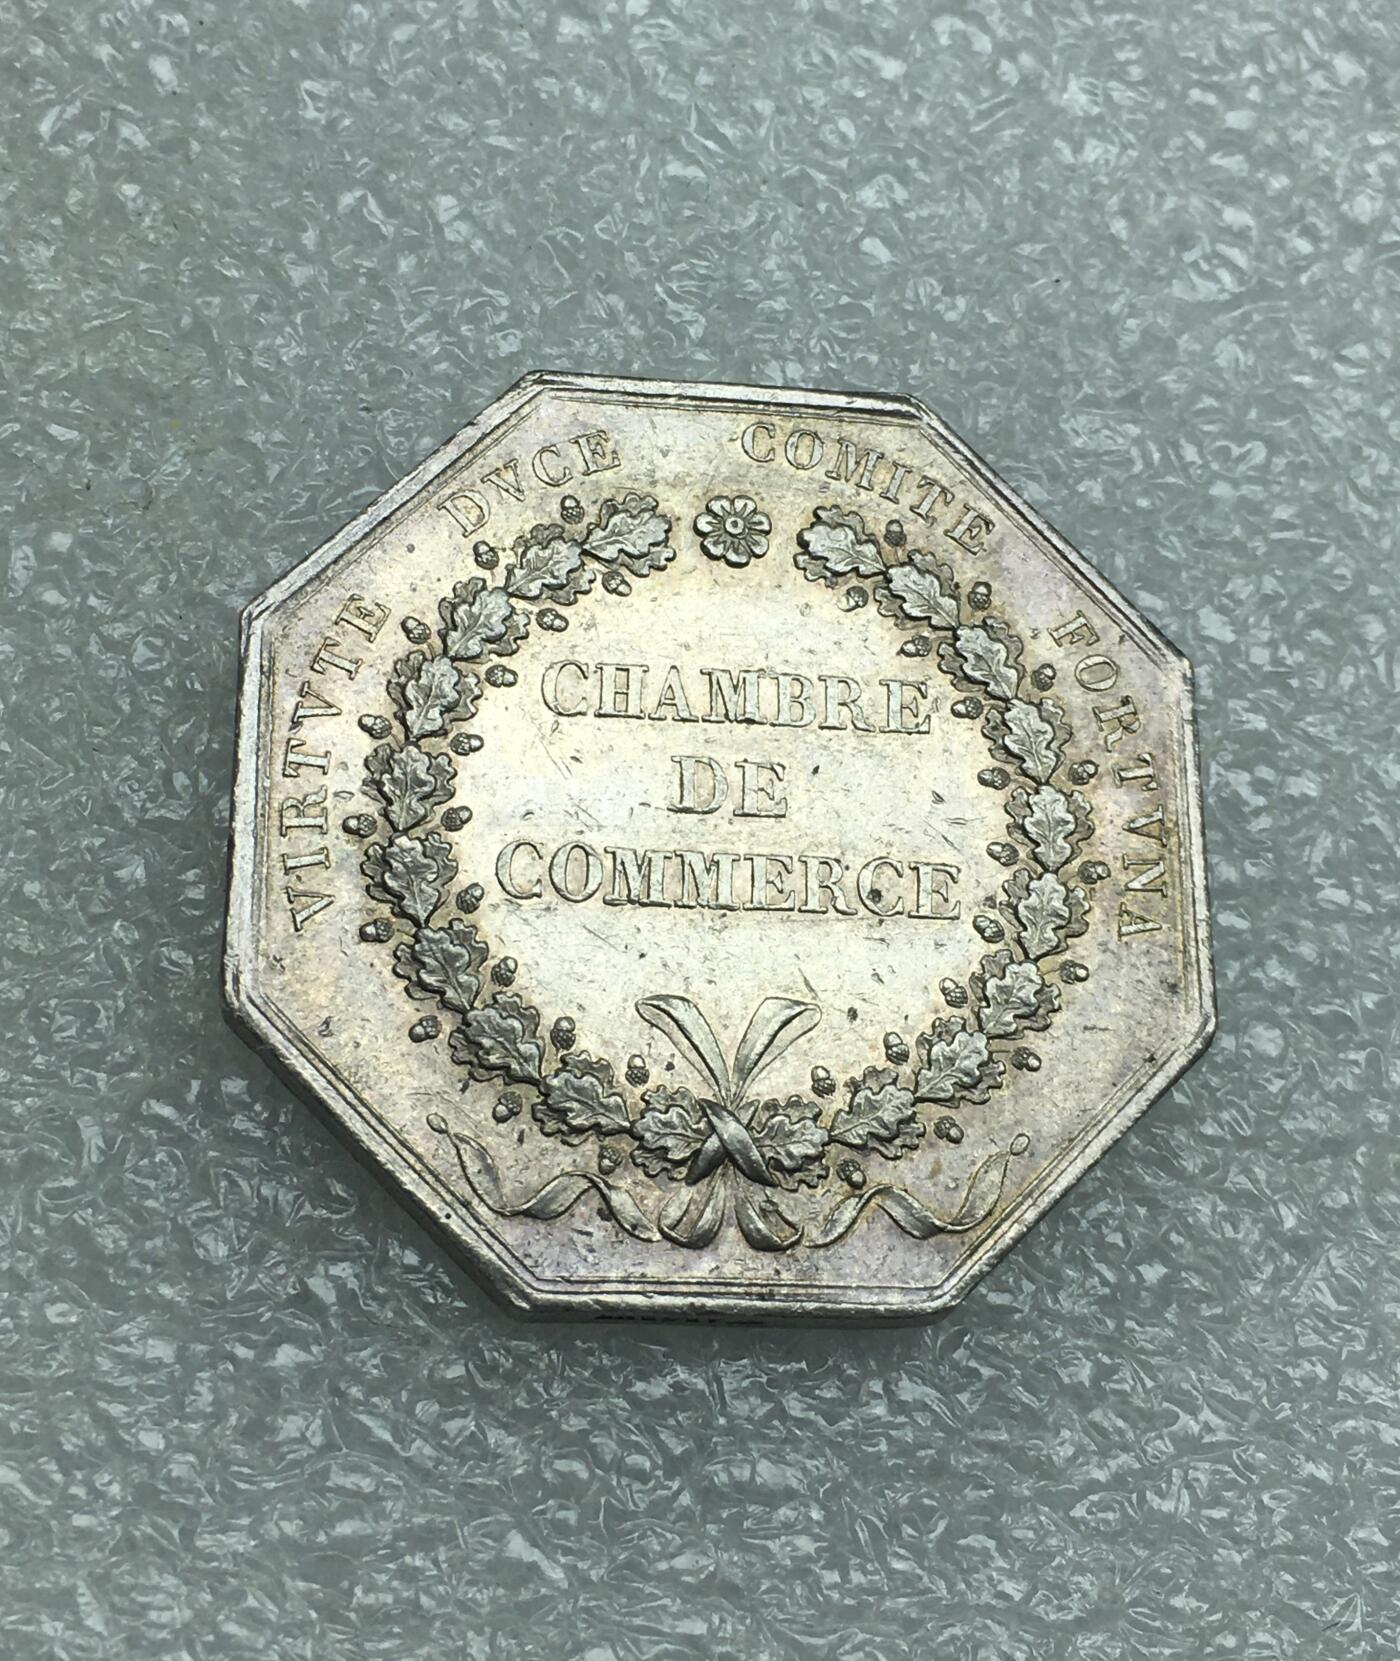 VIRTVTE DVCE COMITE FORTVNA
CHAMBRE
DE
COMMERCE